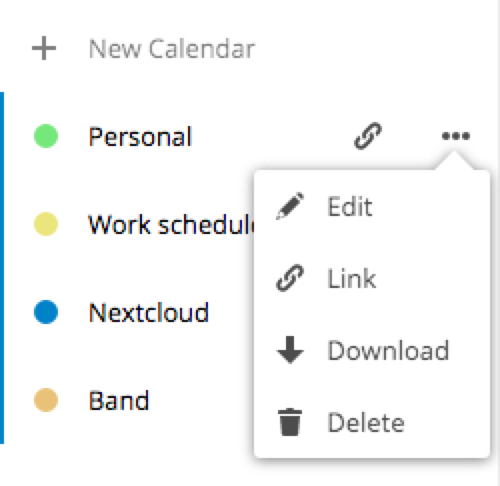 New Calendar
Personal
Edit
Work schedul
Link
Nextcloud
Download
Band
Delete